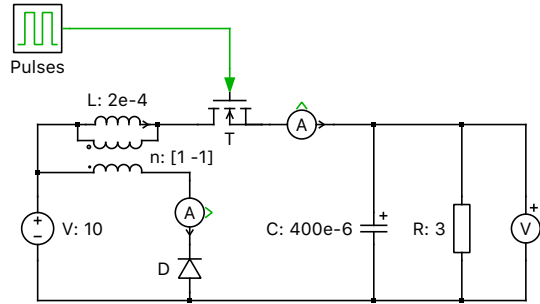 Pulses
L: 2e-4
T
A
n: [1 -1]
A
V: 10
C: 400e-6
R: 3
V
D